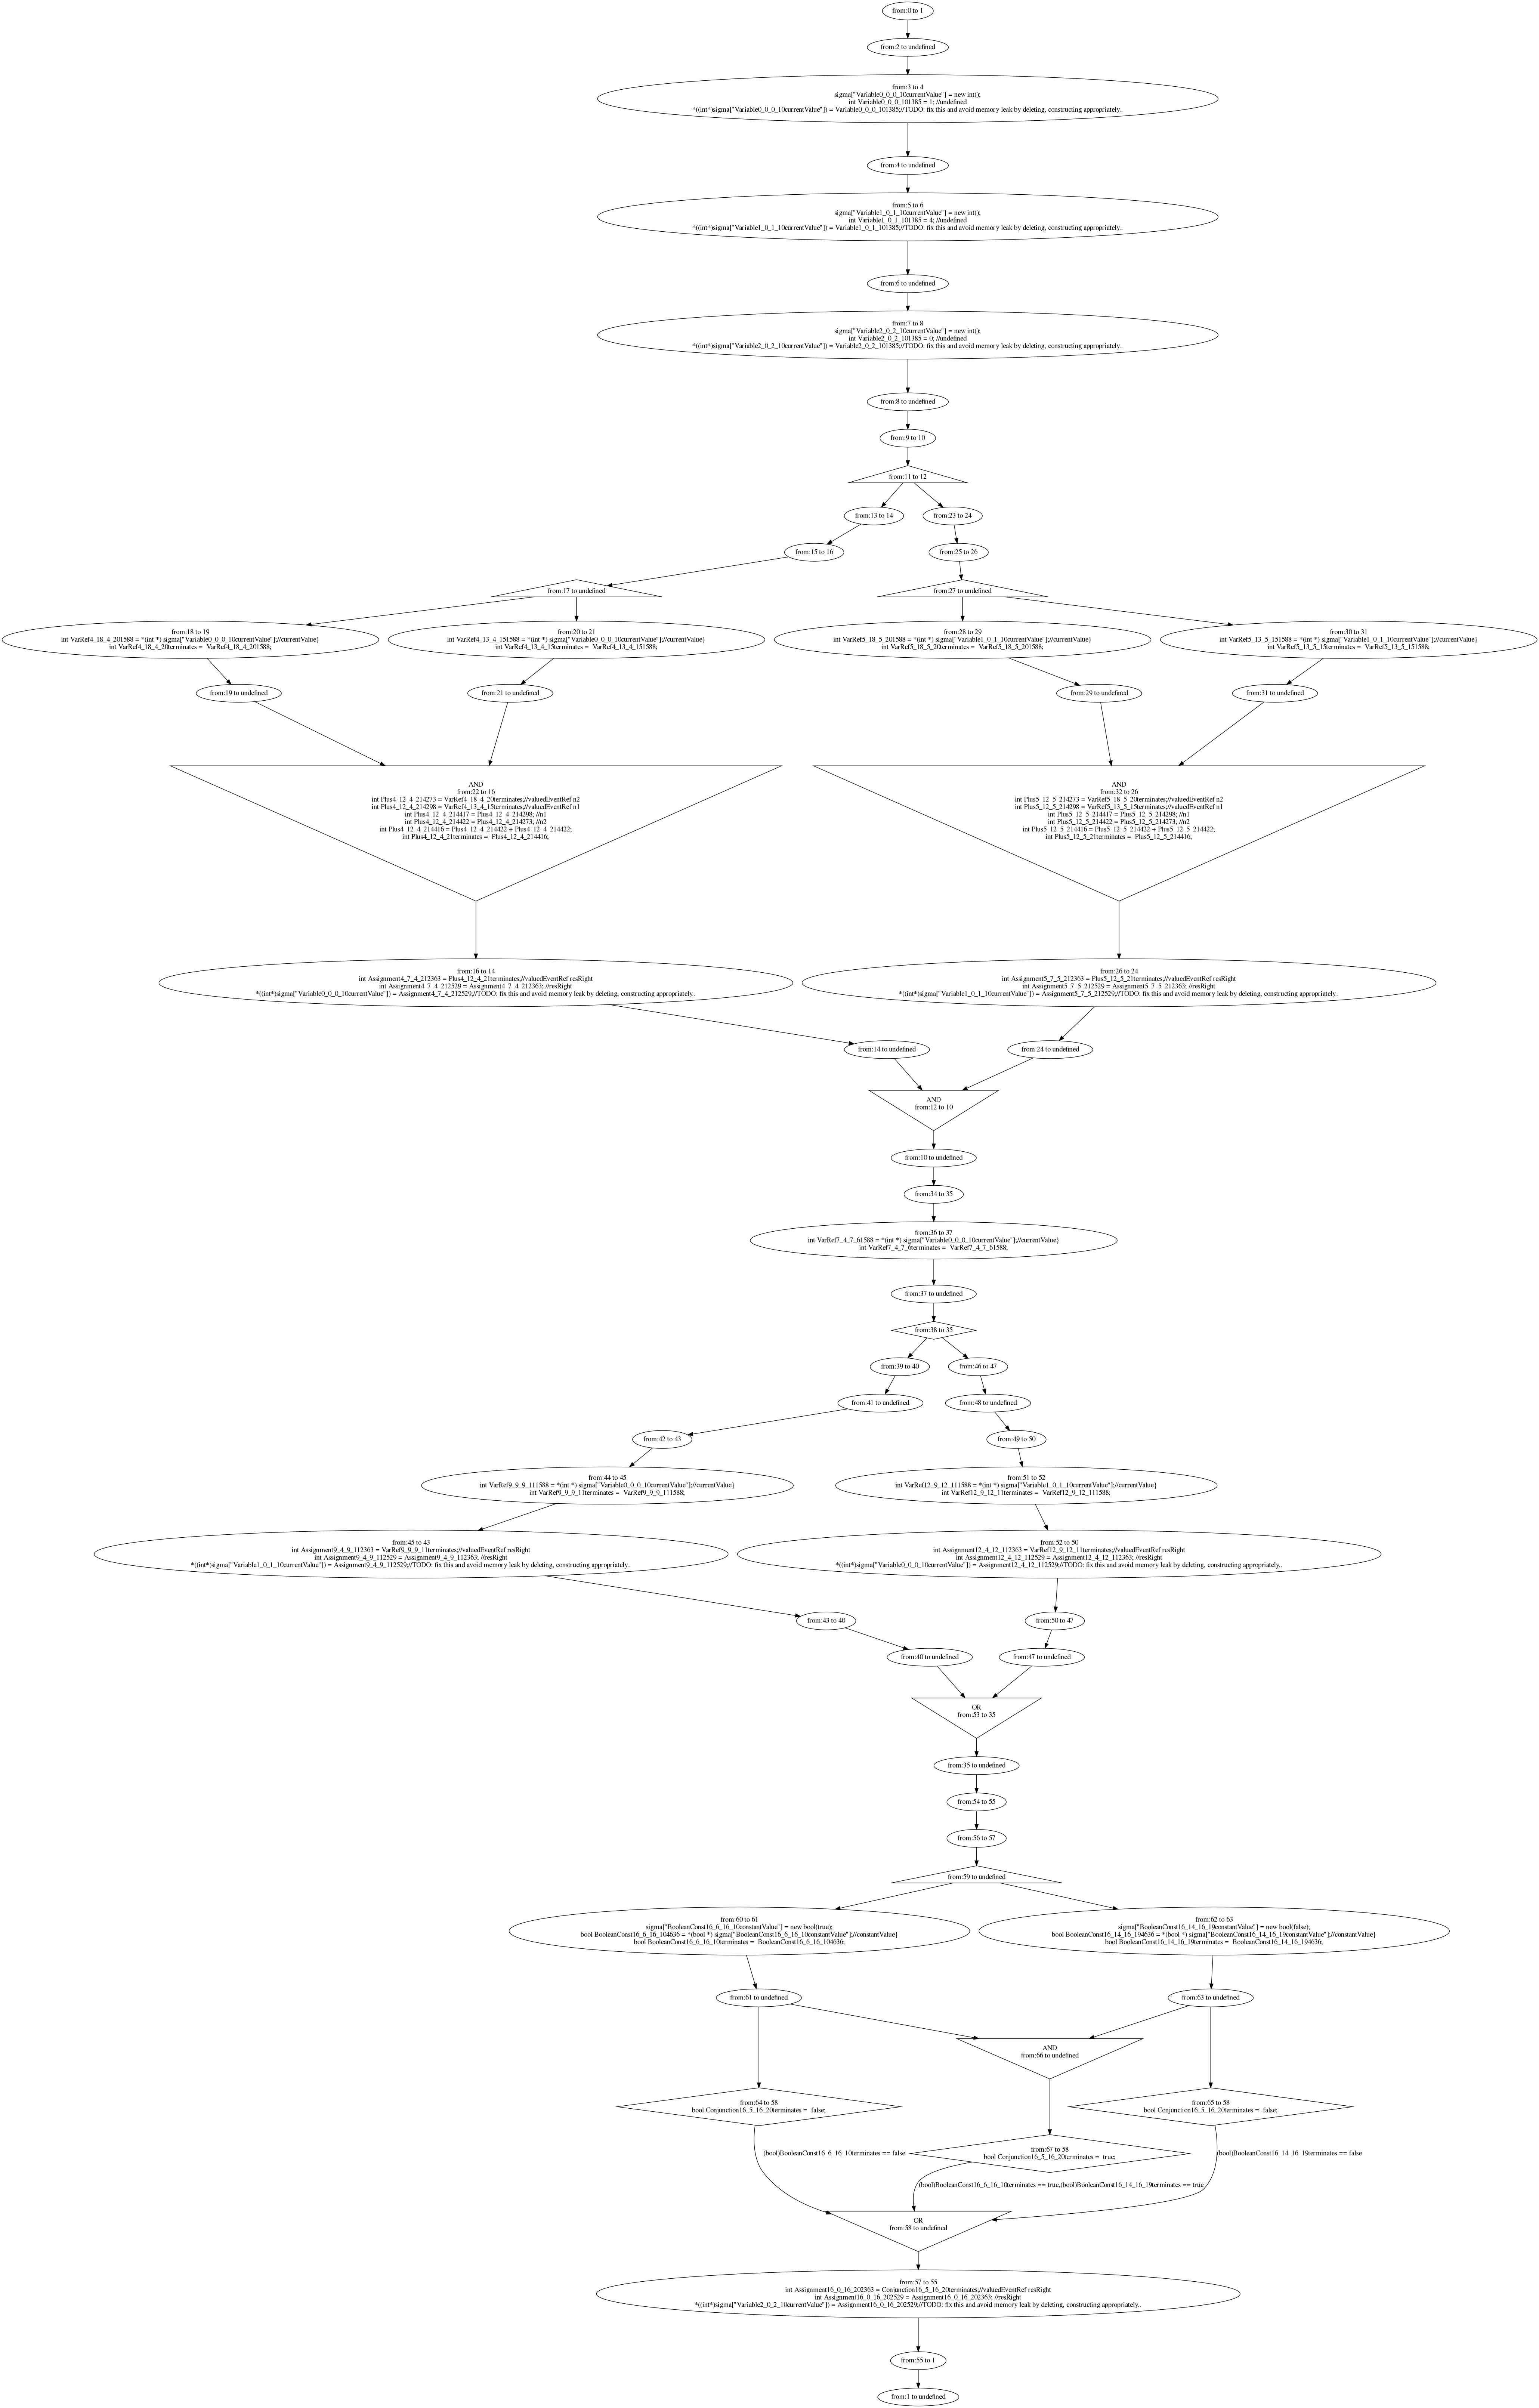 from:0 to 1
from:2 to undefined
from:3 to 4
sigma["Variable0_0_0_10currentValue"] = new int();
int Variable0_0_0_101385 = 1; //undefined
*((int*)sigma["Variable0_0_0_10currentValue"]) = Variable0_0_0_101385;//TODO: fix this and avoid memory leak by deleting, constructing appropriately..
from:4 to undefined
from:5 to 6
sigma["Variable1_0_1_10currentValue"] = new int();
int Variable1_0_1_101385 = 4; //undefined
*((int*)sigma["Variable1_0_1_10currentValue"]) = Variable1_0_1_101385;//TODO: fix this and avoid memory leak by deleting, constructing appropriately..
from:6 to undefined
from:7 to 8
sigma["Variable2_0_2_10currentValue"] = new int();
int Variable2_0_2_101385 = 0; //undefined
*((int*)sigma["Variable2_0_2_10currentValue"]) = Variable2_0_2_101385;//TODO: fix this and avoid memory leak by deleting, constructing appropriately..
from:8 to undefined
from:9 to 10
from:11 to 12
from:13 to 14
from:23 to 24
from:15 to 16
from:25 to 26
from:17 to undefined
from:27 to undefined
from:18 to 19
int VarRef4_18_4_201588 = *(int *) sigma["Variable0_0_0_10currentValue"];//currentValue}
int VarRef4_18_4_20terminates =  VarRef4_18_4_201588;
from:20 to 21
int VarRef4_13_4_151588 = *(int *) sigma["Variable0_0_0_10currentValue"];//currentValue}
int VarRef4_13_4_15terminates =  VarRef4_13_4_151588;
from:28 to 29
int VarRef5_18_5_201588 = *(int *) sigma["Variable1_0_1_10currentValue"];//currentValue}
int VarRef5_18_5_20terminates =  VarRef5_18_5_201588;
from:30 to 31
int VarRef5_13_5_151588 = *(int *) sigma["Variable1_0_1_10currentValue"];//currentValue}
int VarRef5_13_5_15terminates =  VarRef5_13_5_151588;
from:19 to undefined
from:21 to undefined
from:29 to undefined
from:31 to undefined
AND
from:22 to 16
int Plus4_12_4_214273 = VarRef4_18_4_20terminates;//valuedEventRef n2
int Plus4_12_4_214298 = VarRef4_13_4_15terminates;//valuedEventRef n1
int Plus4_12_4_214417 = Plus4_12_4_214298; //n1
int Plus4_12_4_214422 = Plus4_12_4_214273; //n2
int Plus4_12_4_214416 = Plus4_12_4_214422 + Plus4_12_4_214422;
int Plus4_12_4_21terminates =  Plus4_12_4_214416;
AND
from:32 to 26
int Plus5_12_5_214273 = VarRef5_18_5_20terminates;//valuedEventRef n2
int Plus5_12_5_214298 = VarRef5_13_5_15terminates;//valuedEventRef n1
int Plus5_12_5_214417 = Plus5_12_5_214298; //n1
int Plus5_12_5_214422 = Plus5_12_5_214273; //n2
int Plus5_12_5_214416 = Plus5_12_5_214422 + Plus5_12_5_214422;
int Plus5_12_5_21terminates =  Plus5_12_5_214416;
from:16 to 14
int Assignment4_7_4_212363 = Plus4_12_4_21terminates;//valuedEventRef resRight
int Assignment4_7_4_212529 = Assignment4_7_4_212363; //resRight
*((int*)sigma["Variable0_0_0_10currentValue"]) = Assignment4_7_4_212529;//TODO: fix this and avoid memory leak by deleting, constructing appropriately..
from:26 to 24
int Assignment5_7_5_212363 = Plus5_12_5_21terminates;//valuedEventRef resRight
int Assignment5_7_5_212529 = Assignment5_7_5_212363; //resRight
*((int*)sigma["Variable1_0_1_10currentValue"]) = Assignment5_7_5_212529;//TODO: fix this and avoid memory leak by deleting, constructing appropriately..
from:14 to undefined
from:24 to undefined
AND
from:12 to 10
from:10 to undefined
from:34 to 35
from:36 to 37
int VarRef7_4_7_61588 = *(int *) sigma["Variable0_0_0_10currentValue"];//currentValue}
int VarRef7_4_7_6terminates =  VarRef7_4_7_61588;
from:37 to undefined
from:38 to 35
from:39 to 40
from:46 to 47
from:41 to undefined
from:48 to undefined
from:42 to 43
from:49 to 50
from:44 to 45
int VarRef9_9_9_111588 = *(int *) sigma["Variable0_0_0_10currentValue"];//currentValue}
int VarRef9_9_9_11terminates =  VarRef9_9_9_111588;
from:51 to 52
int VarRef12_9_12_111588 = *(int *) sigma["Variable1_0_1_10currentValue"];//currentValue}
int VarRef12_9_12_11terminates =  VarRef12_9_12_111588;
from:45 to 43
int Assignment9_4_9_112363 = VarRef9_9_9_11terminates;//valuedEventRef resRight
int Assignment9_4_9_112529 = Assignment9_4_9_112363; //resRight
*((int*)sigma["Variable1_0_1_10currentValue"]) = Assignment9_4_9_112529;//TODO: fix this and avoid memory leak by deleting, constructing appropriately..
from:52 to 50
int Assignment12_4_12_112363 = VarRef12_9_12_11terminates;//valuedEventRef resRight
int Assignment12_4_12_112529 = Assignment12_4_12_112363; //resRight
*((int*)sigma["Variable0_0_0_10currentValue"]) = Assignment12_4_12_112529;//TODO: fix this and avoid memory leak by deleting, constructing appropriately..
from:43 to 40
from:50 to 47
from:40 to undefined
from:47 to undefined
OR
from:53 to 35
from:35 to undefined
from:54 to 55
from:56 to 57
from:59 to undefined
from:60 to 61
sigma["BooleanConst16_6_16_10constantValue"] = new bool(true);
bool BooleanConst16_6_16_104636 = *(bool *) sigma["BooleanConst16_6_16_10constantValue"];//constantValue}
bool BooleanConst16_6_16_10terminates =  BooleanConst16_6_16_104636;
from:62 to 63
sigma["BooleanConst16_14_16_19constantValue"] = new bool(false);
bool BooleanConst16_14_16_194636 = *(bool *) sigma["BooleanConst16_14_16_19constantValue"];//constantValue}
bool BooleanConst16_14_16_19terminates =  BooleanConst16_14_16_194636;
from:61 to undefined
from:63 to undefined
AND
from:66 to undefined
from:64 to 58
bool Conjunction16_5_16_20terminates =  false;
from:65 to 58
bool Conjunction16_5_16_20terminates =  false;
from:67 to 58
bool Conjunction16_5_16_20terminates =  true;
(bool)BooleanConst16_6_16_10terminates == false
(bool)BooleanConst16_14_16_19terminates == false
(bool)BooleanConst16_6_16_10terminates == true,(bool)BooleanConst16_14_16_19terminates == true
OR
from:58 to undefined
from:57 to 55
int Assignment16_0_16_202363 = Conjunction16_5_16_20terminates;//valuedEventRef resRight
int Assignment16_0_16_202529 = Assignment16_0_16_202363; //resRight
*((int*)sigma["Variable2_0_2_10currentValue"]) = Assignment16_0_16_202529;//TODO: fix this and avoid memory leak by deleting, constructing appropriately..
from:55 to 1
from:1 to undefined